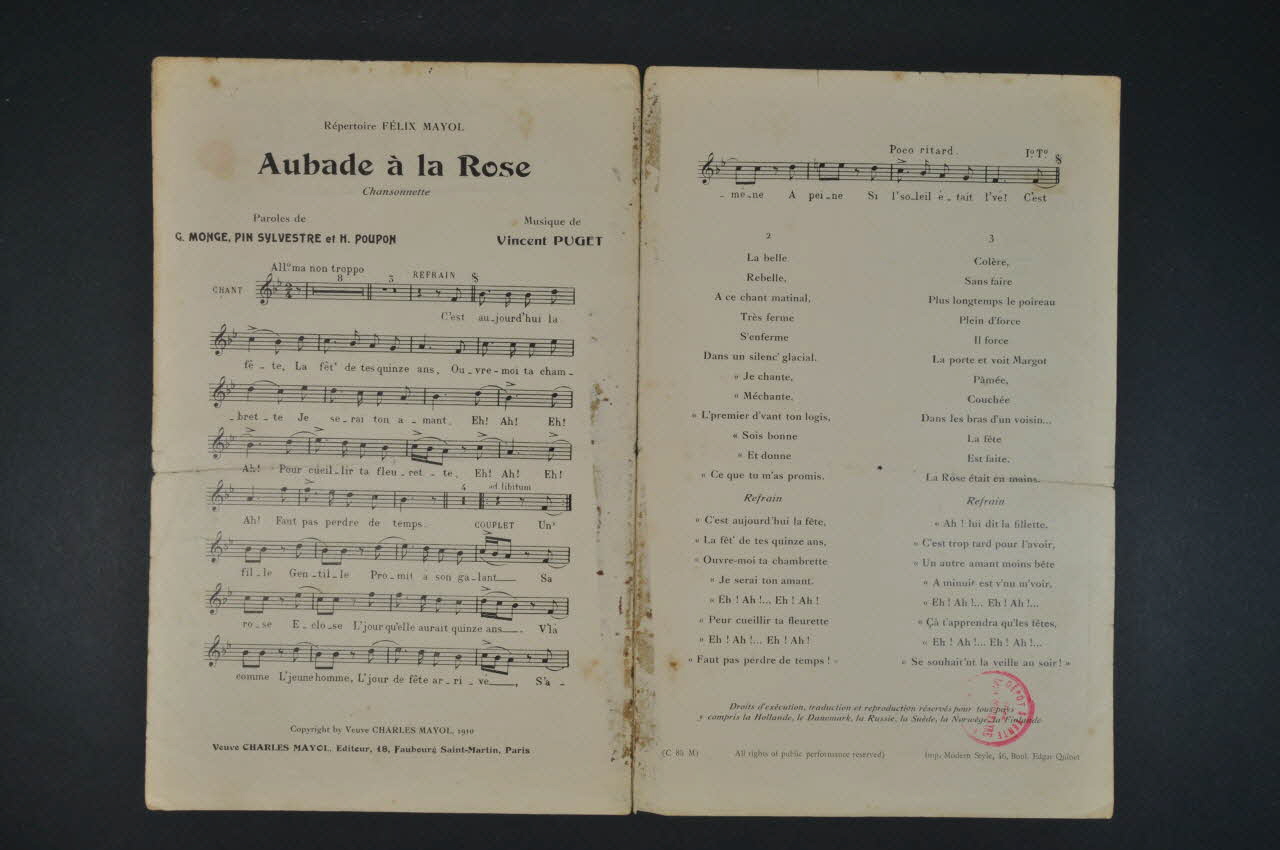 Répertoire FÉLIX MAYOL
Aubade à la Rose
Chansonnette
Paroles de
G. MONGE, PIN SYLVESTRE et H. POUPON
Musique de
Vincent PUGET
All.º ma non troppo
8
3
REFRAIN
CHANT
C'est au_jourd'hui la
fê_te, La fêt' de tes quinze ans, Ou_vre-moi ta cham_
_bret_te Je se_rai ton a_mant. Eh! Ah! Eh!
Ah! Pour cueil_lir ta fleu_ret_te, Eh! Ah! Eh!
4
ad libitum
Ah! Faut pas perdre de temps. COUPLET Un'
fil_le Gen_til_le Pro_mit a son ga_lant__ Sa
ro_se E_close L'jour qu'elle aurait quinze ans__. V'là
comme L'jeune homme, L'jour de fête ar_ri_vé__, S'a_
Copyright by Veuve CHARLES MAYOL, 1910
Veuve CHARLES MAYOL, Editeur, 18, Faubourg Saint-Martin, Paris
Poco ritard.
Iº Tº
_mè_ne A pei_ne Si l'so_leil é_tait l'vé! C'est
2
La belle
Rebelle,
A ce chant matinal,
Très ferme
S'enferme
Dans un silenc' glacial.
« Je chante,
« Méchante,
« L'premier d'vant ton logis,
« Sois bonne
« Et donne
« Ce que tu m'as promis.
Refrain
« C'est aujourd'hui la fête,
« La fêt' de tes quinze ans,
« Ouvre-moi ta chambrette
« Je serai ton amant.
« Eh ! Ah !... Eh ! Ah !
« Peur cueillir ta fleurette
« Eh ! Ah !... Eh ! Ah!
« Faut pas perdre de temps ! »
3
Colère,
Sans faire
Plus longtemps le poireau
Plein d'force
Il force
La porte et voit Margot
Pâmée,
Couchée
Dans les bras d'un voisin...
La fête
Est faite,
La Rose était en mains.
Refrain
« Ah ! lui dit la fillette,
« C'est trop tard pour l'avoir,
« Un autre amant moins bête
« A minuit est v'nu m'voir,
« Eh ! Ah !... Eh ! Ah !...
« Çà t'apprendra qu'les fêtes,
« Eh ! Ah !... Eh ! Ah !...
« Se souhait'nt la veille au soir ! »
Droits d'exécution, traduction et reproduction réservés pour tous pays
y compris la Hollande, le Danemark, la Russie, la Suède, la Norwège, la Finlande
DÉPOT
(C 85 M)
All rights of public performance reserved)
Imp. Modern Style, 46, Boul. Edgar Quinet